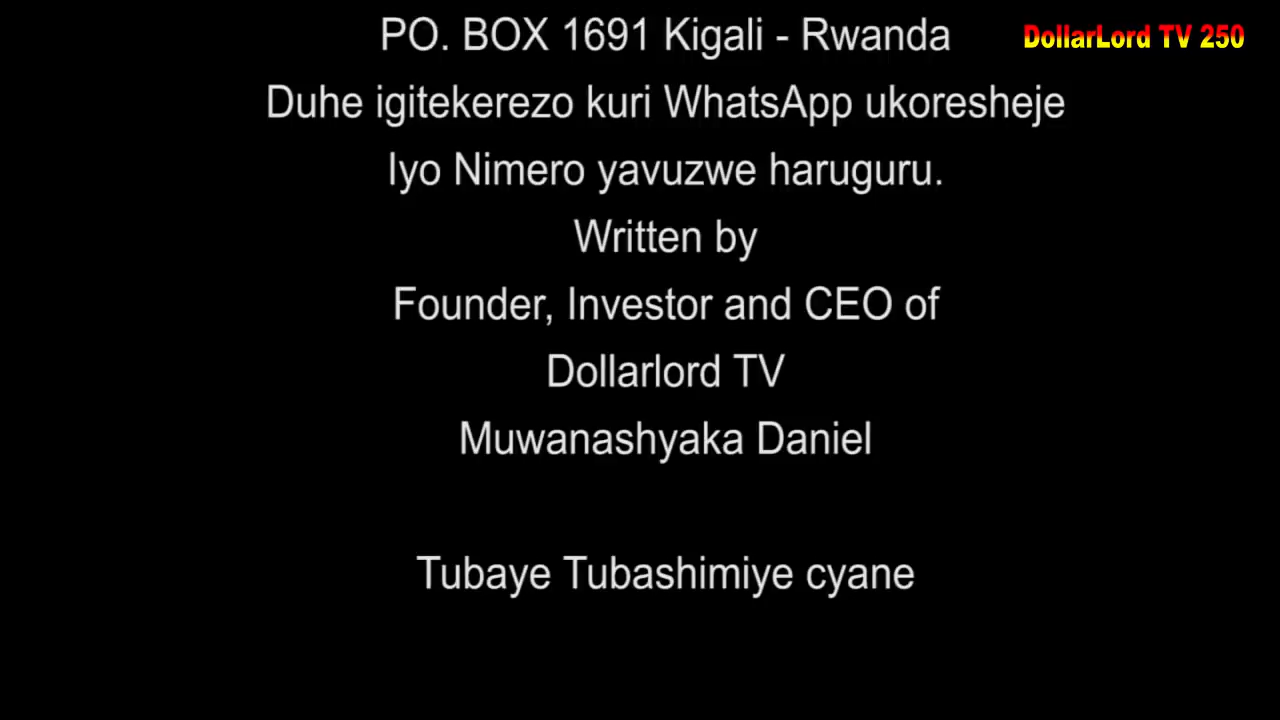 PO. BOX 1691 Kigali - Rwanda
DollarLord TV 250
Duhe igitekerezo kuri WhatsApp ukoresheje
Iyo Nimero yavuzwe haruguru.
Written by
Founder, Investor and CEO of
Dollarlord TV
Muwanashyaka Daniel
Tubaye Tubashimiye cyane